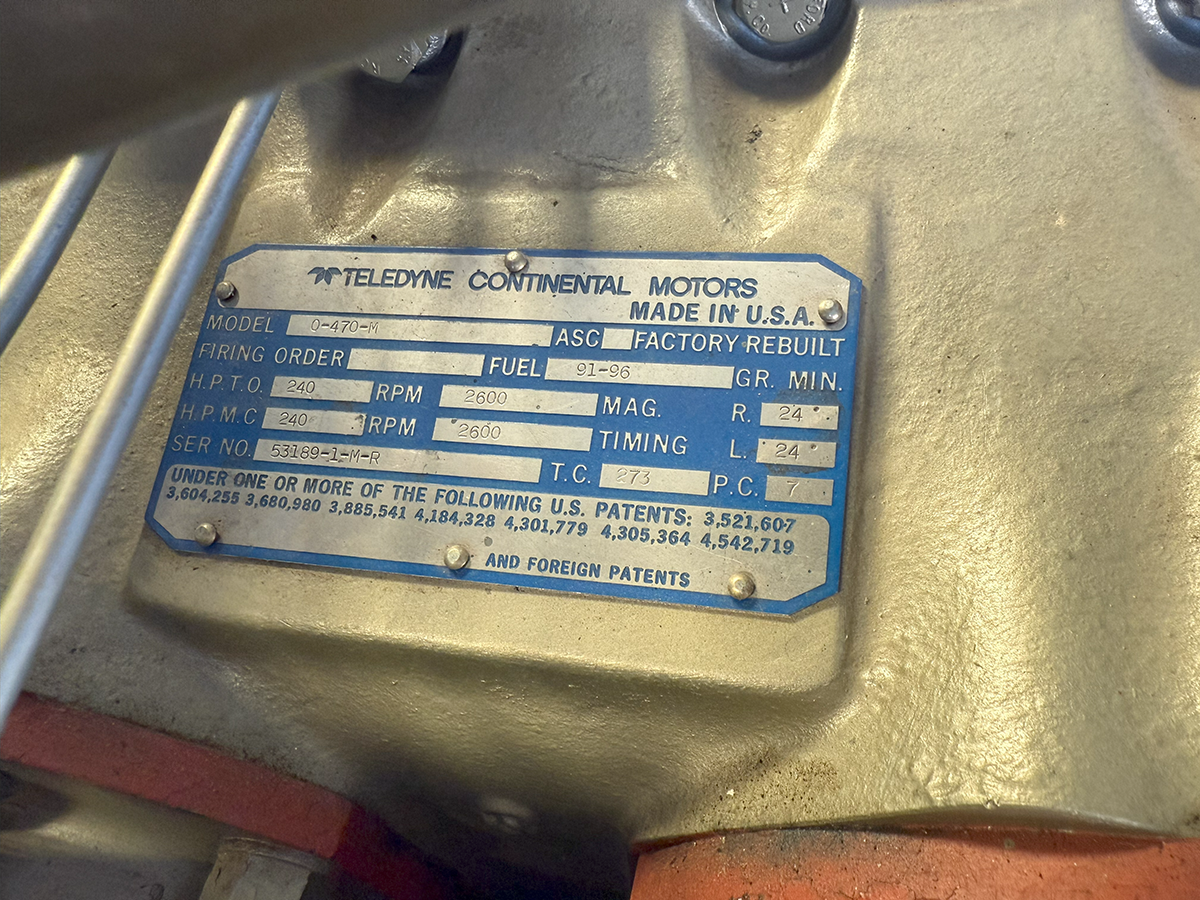 TELEDYNE CONTINENTAL MOTORS
MADE IN U.S.A.
MODEL O-470-M ASC FACTORY REBUILT
FIRING ORDER FUEL 91-96 GR. MIN.
H.P.T.O. 240 RPM 2600 MAG. R. 24
H.P.M.C 240 RPM 2600 TIMING L. 24
SER NO. 53189-1-M-R T.C. 273 P.C. 7
UNDER ONE OR MORE OF THE FOLLOWING U.S. PATENTS: 3,521,607
3,604,255 3,680,980 3,885,541 4,184,328 4,301,779 4,305,364 4,542,719
AND FOREIGN PATENTS